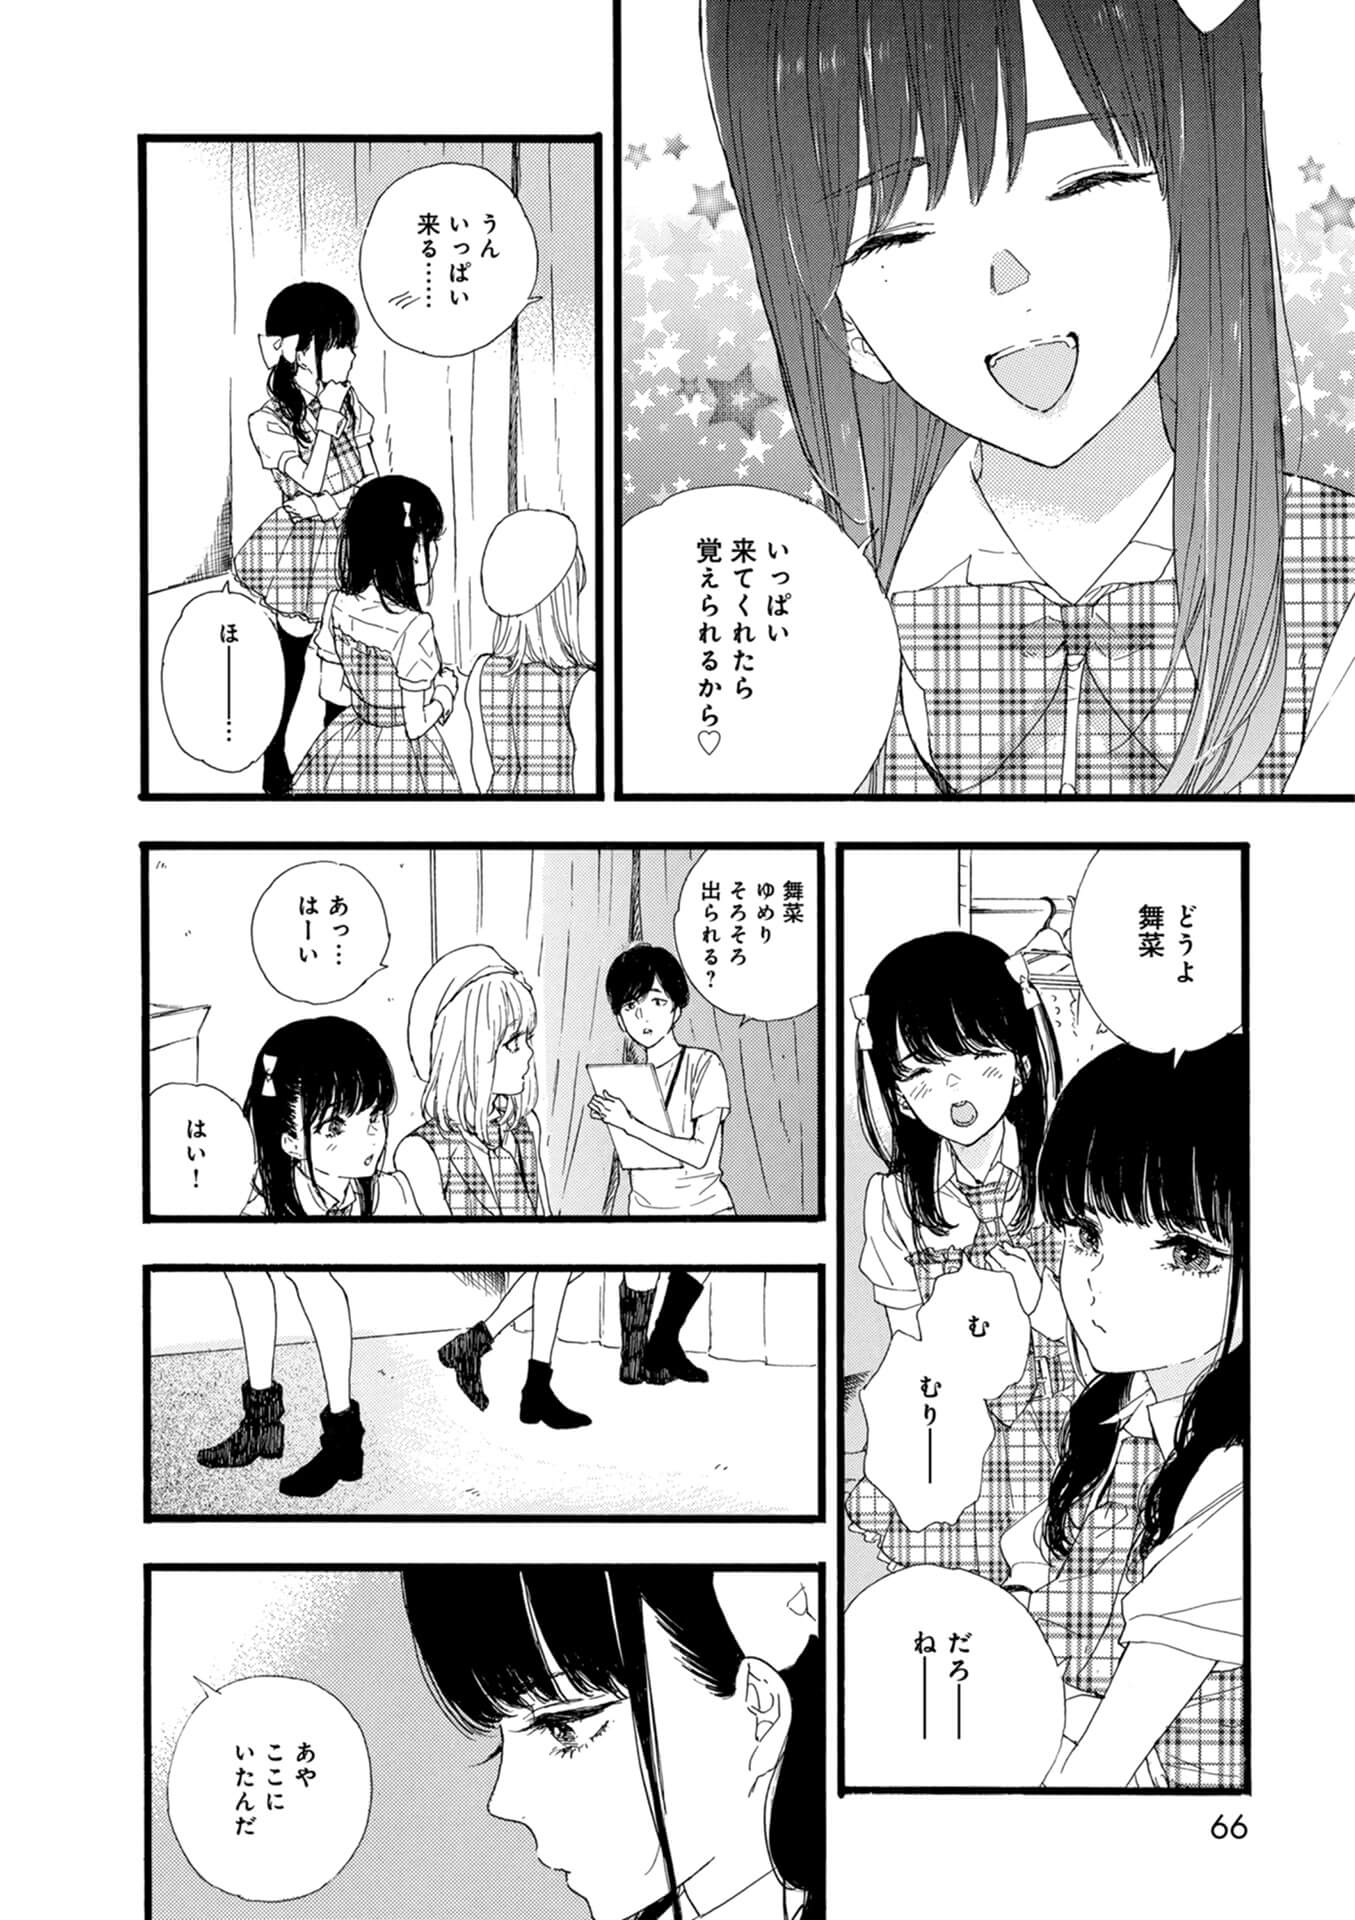 いっぱい
来てくれたら
覚えられるから♡
うん
いっぱい
来る……
ほ――…
どうよ
舞菜
む
むりー
だろー
ねー
舞菜
ゆめり
そろそろ
出られる?
あっ…
はーい
はい!
あや
ここに
いたんだ
66